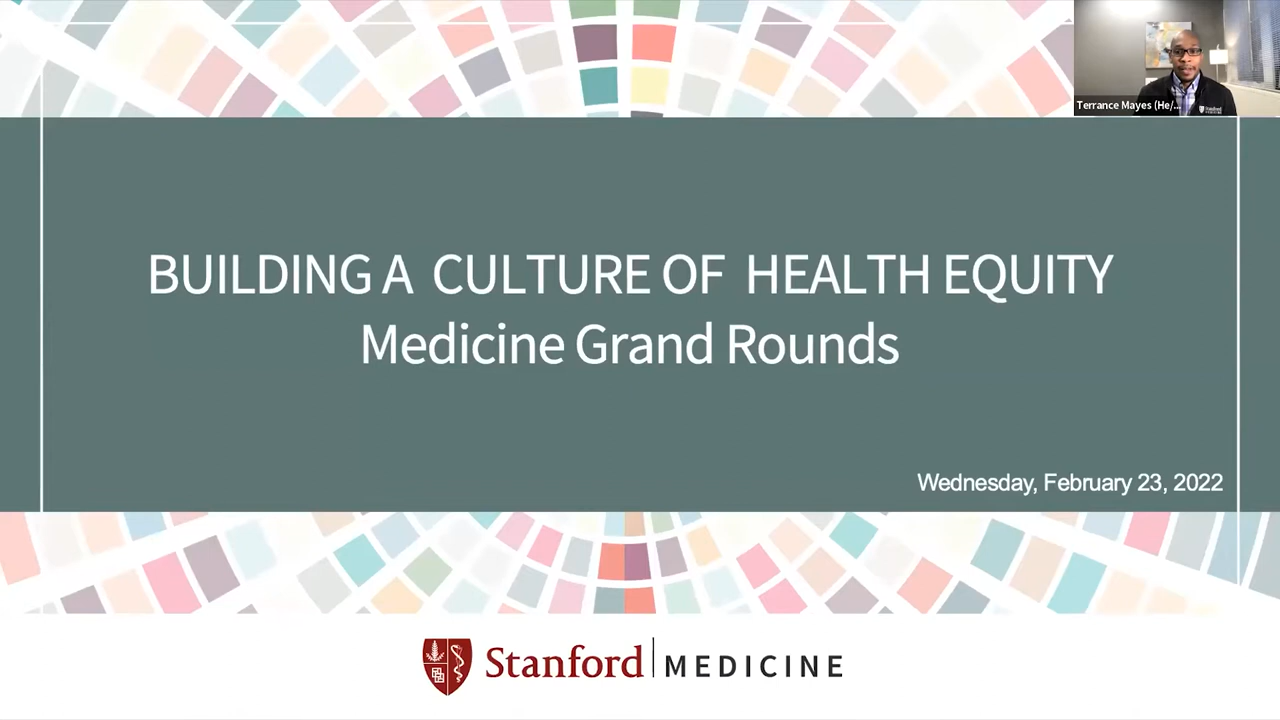 Terrance Mayes (He/...
BUILDING A CULTURE OF HEALTH EQUITY
Medicine Grand Rounds
Wednesday, February 23, 2022
Stanford MEDICINE